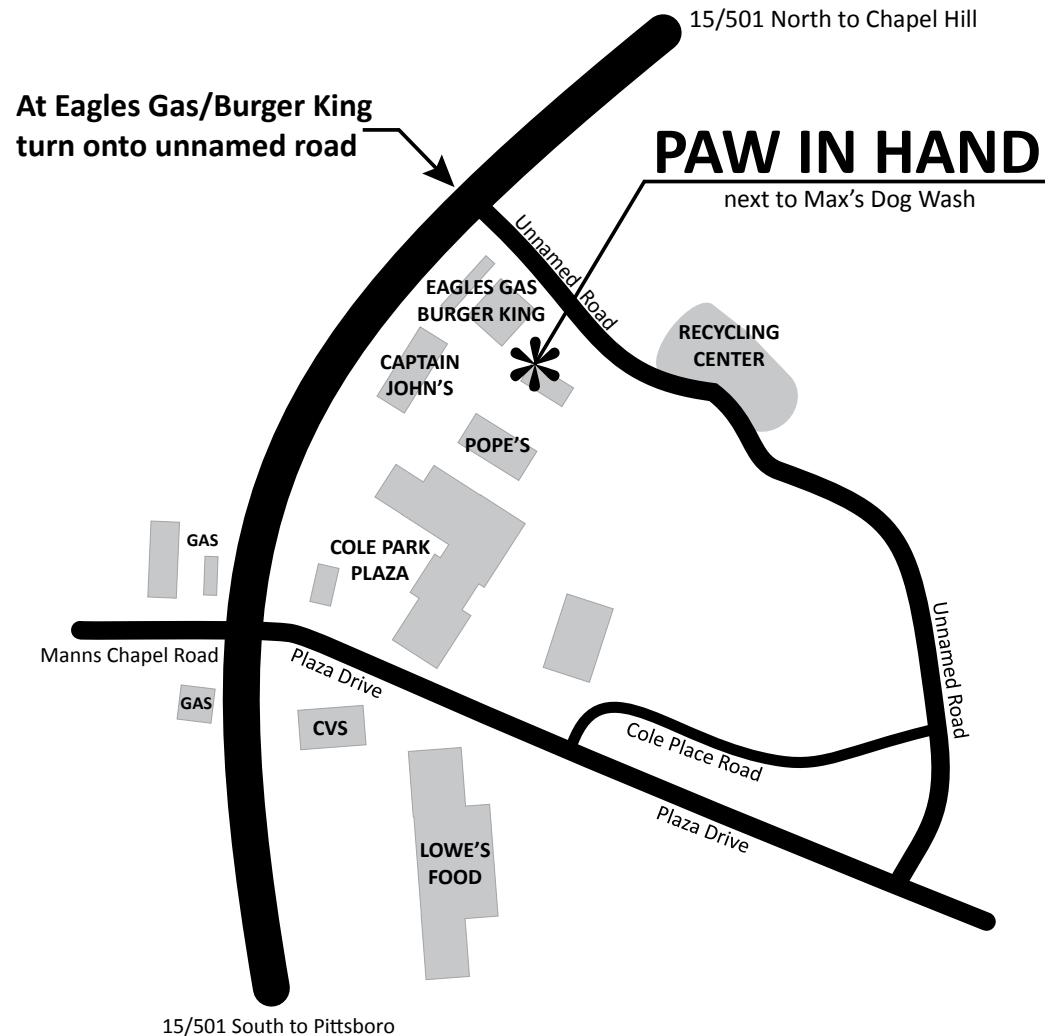 15/501 North to Chapel Hill
At Eagles Gas/Burger King
turn onto unnamed road
PAW IN HAND
next to Max's Dog Wash
Unnamed Road
EAGLES GAS
BURGER KING
RECYCLING
CENTER
CAPTAIN
JOHN'S
POPE'S
GAS
COLE PARK
PLAZA
Manns Chapel Road
Plaza Drive
Unnamed Road
GAS
CVS
Cole Place Road
Plaza Drive
LOWE'S
FOOD
15/501 South to Pittsboro